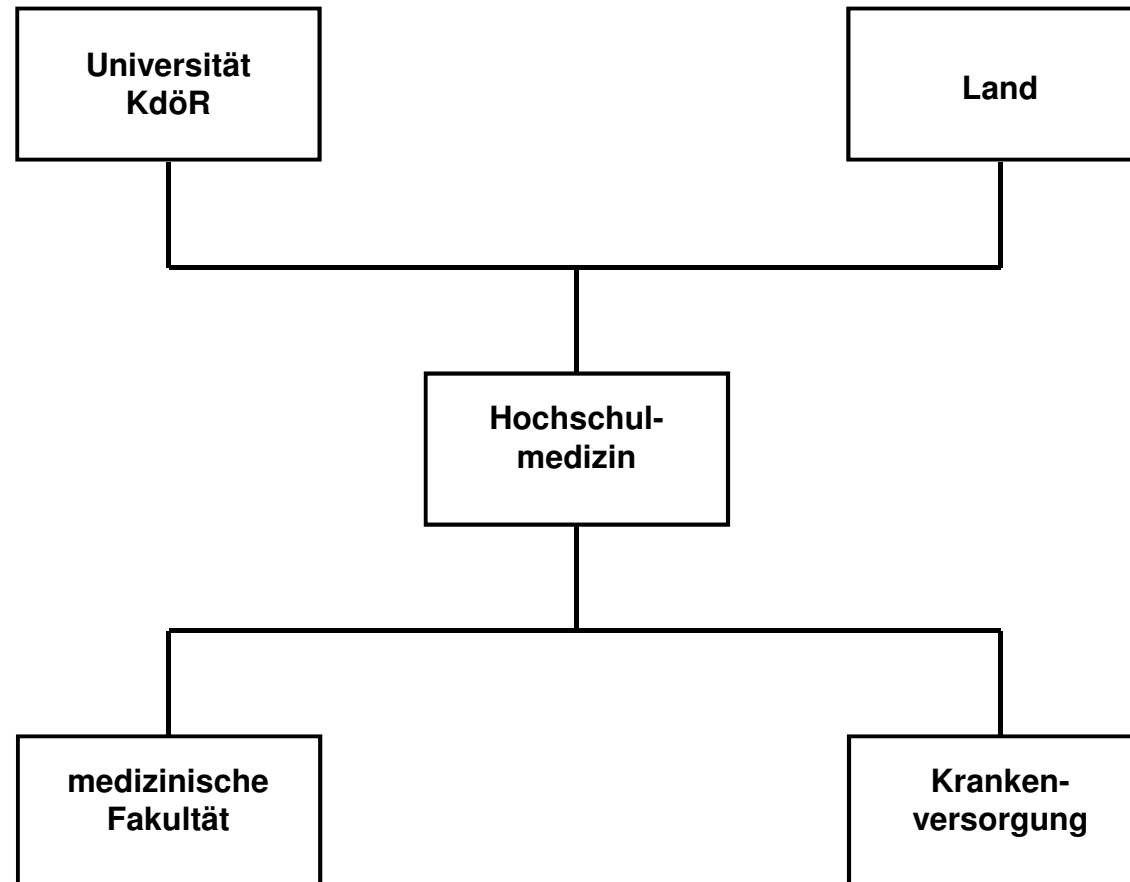 Universität
KdöR
Land
Hochschul-
medizin
medizinische
Fakultät
Kranken-
versorgung